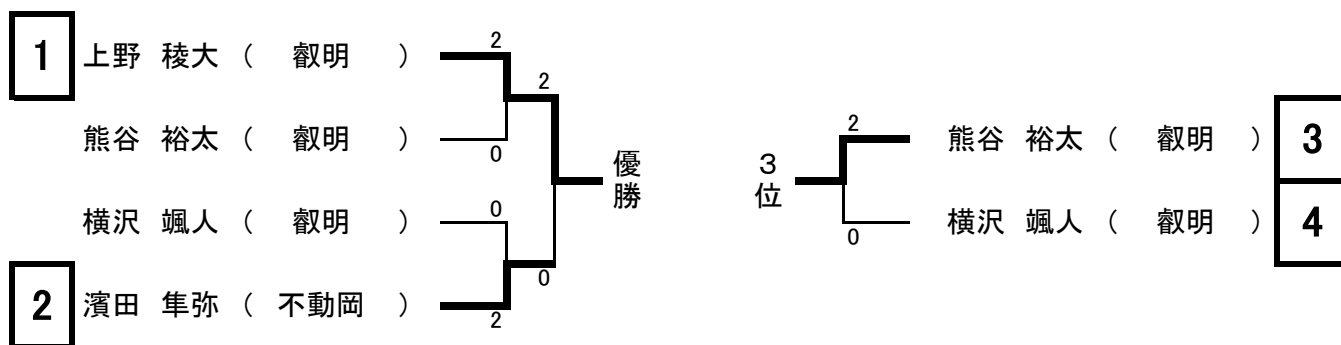 1 上野 稜大 （ 叡明 ） 2
2
熊谷 裕太 （ 叡明 ） 0
優勝
横沢 颯人 （ 叡明 ） 0
0
2 濱田 隼弥 （ 不動岡 ） 2
2 熊谷 裕太 （ 叡明 ） 3
3位
0 横沢 颯人 （ 叡明 ） 4